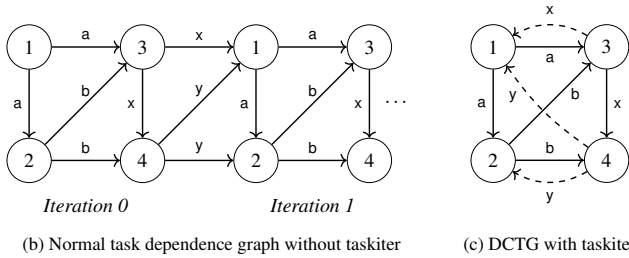 x
1 a 3 x 1 a 3 1 a 3
a b x y a b x ... a y b x
2 b 4 y 2 b 4 2 b 4
y
Iteration 0 Iteration 1
(b) Normal task dependence graph without taskiter (c) DCTG with taskite